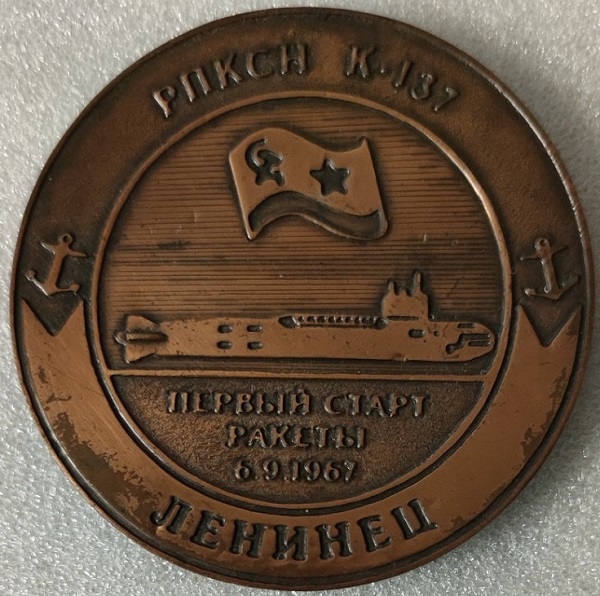 РПКСН К-137
ПЕРВЫЙ СТАРТ
РАКЕТЫ
6.9.1967
ЛЕНИНЕЦ